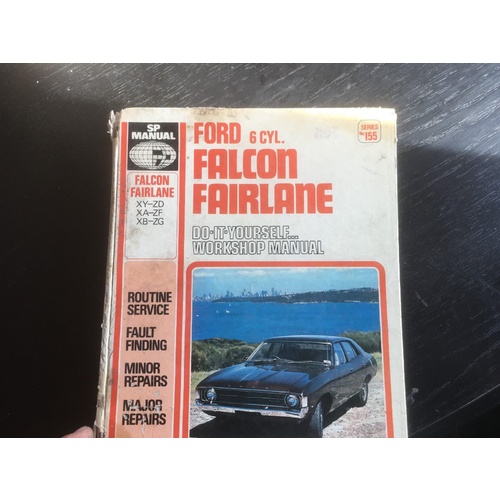 SP
MANUAL
FALCON
FAIRLANE
XY-ZD
XA-ZF
XB-ZG
ROUTINE
SERVICE
FAULT
FINDING
MINOR
REPAIRS
MAJOR
REPAIRS
FORD 6 CYL.
FALCON
FAIRLANE
DO-IT-YOURSELF...
WORKSHOP MANUAL
SERIES
No 155